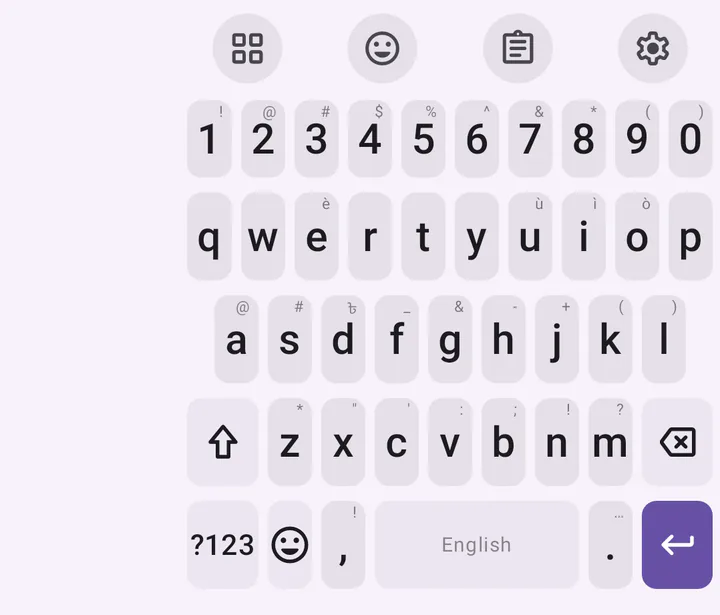 ! @ # $ % ^ & * ( )
1 2 3 4 5 6 7 8 9 0
è ù ì ò
q w e r t y u i o p
@ # ъ _ & - + ( )
a s d f g h j k l
* " ' : ; ! ?
z x c v b n m
! …
?123 , English .